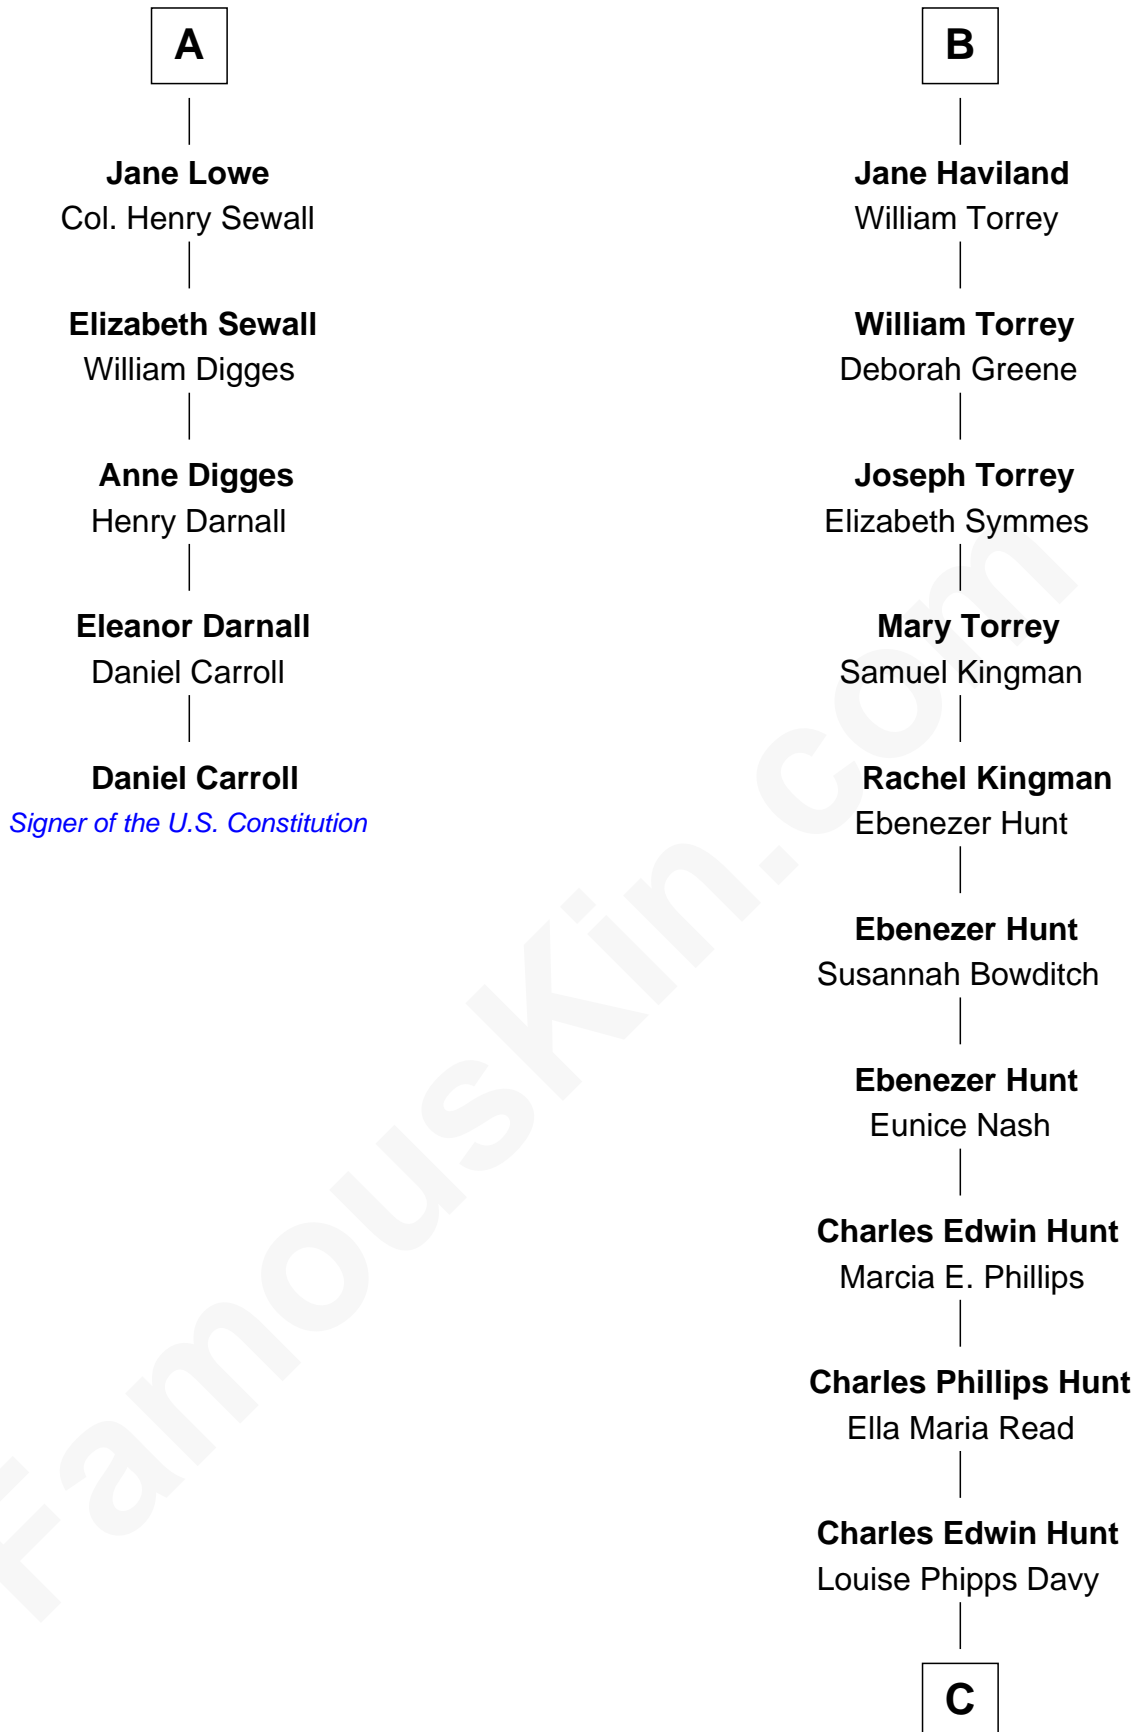 A
Jane Lowe
Col. Henry Sewall
Elizabeth Sewall
William Digges
Anne Digges
Henry Darnall
Eleanor Darnall
Daniel Carroll
Daniel Carroll
Signer of the U.S. Constitution
B
Jane Haviland
William Torrey
William Torrey
Deborah Greene
Joseph Torrey
Elizabeth Symmes
Mary Torrey
Samuel Kingman
Rachel Kingman
Ebenezer Hunt
Ebenezer Hunt
Susannah Bowditch
Ebenezer Hunt
Eunice Nash
Charles Edwin Hunt
Marcia E. Phillips
Charles Phillips Hunt
Ella Maria Read
Charles Edwin Hunt
Louise Phipps Davy
C
FamousKin.com